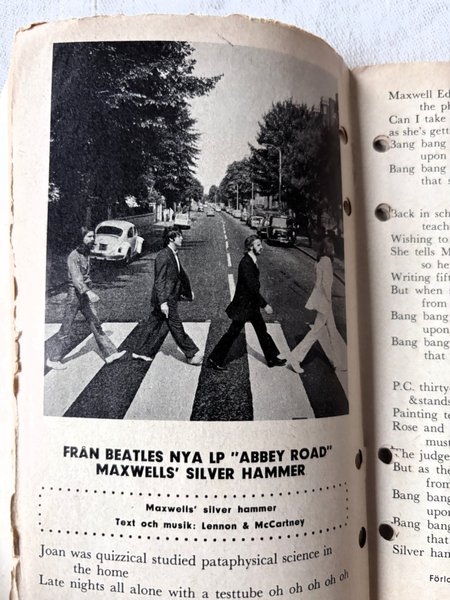 FRÅN BEATLES NYA LP "ABBEY ROAD"
MAXWELLS' SILVER HAMMER
Maxwells' silver hammer
Text och musik: Lennon & McCartney
Joan was quizzical studied pataphysical science in
the home
Late nights all alone with a testtube oh oh oh oh oh
Maxwell Ed
the ph
Can I take
as she's gett
Bang bang
upon
Bang bang
that s
Back in sch
teach
Wishing to
She tells M
so he
Writing fift
But when
from
Bang bang
upon
Bang bang
that
P.C. thirty
&stands
Painting te
Rose and
must
The judge
But as the
from
Bang bang
upon
Bang bang
that
Silver ham
Förlo